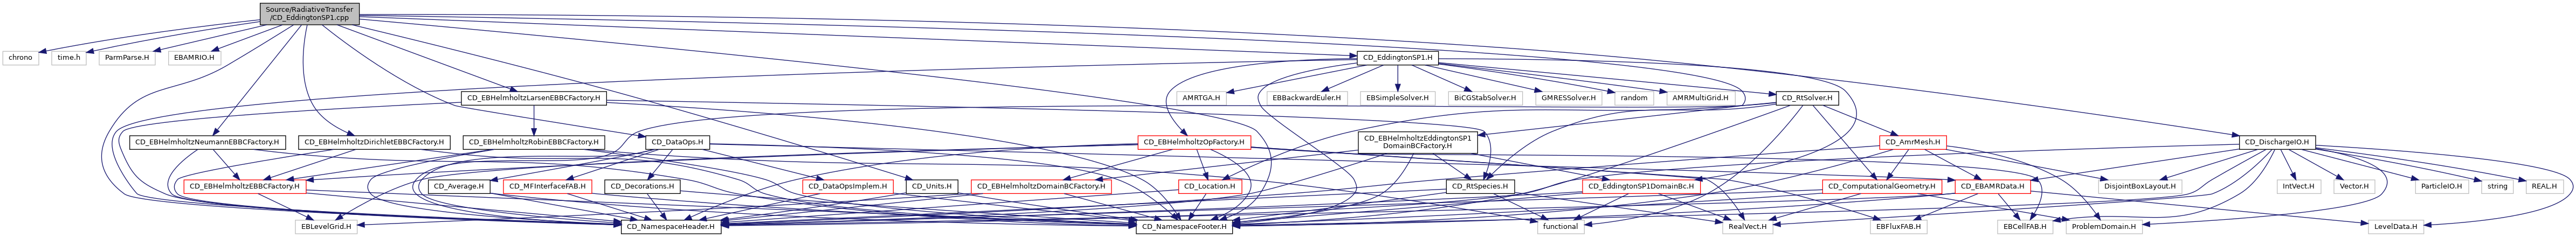 Source/RadiativeTransfer
/CD_EddingtonSP1.cpp
chrono
time.h
ParmParse.H
EBAMRIO.H
CD_EddingtonSP1.H
CD_EBHelmholtzLarsenEBBCFactory.H
AMRTGA.H
EBBackwardEuler.H
EBSimpleSolver.H
BiCGStabSolver.H
GMRESSolver.H
random
AMRMultiGrid.H
CD_RtSolver.H
CD_EBHelmholtzNeumannEBBCFactory.H
CD_EBHelmholtzDirichletEBBCFactory.H
CD_EBHelmholtzRobinEBBCFactory.H
CD_DataOps.H
CD_EBHelmholtzOpFactory.H
CD_EBHelmholtzEddingtonSP1
DomainBCFactory.H
CD_AmrMesh.H
CD_DischargeIO.H
CD_EBHelmholtzEBBCFactory.H
CD_Average.H
CD_MFInterfaceFAB.H
CD_Decorations.H
CD_DataOpsImplem.H
CD_Units.H
CD_EBHelmholtzDomainBCFactory.H
CD_Location.H
CD_RtSpecies.H
CD_EddingtonSP1DomainBc.H
CD_ComputationalGeometry.H
CD_EBAMRData.H
DisjointBoxLayout.H
IntVect.H
Vector.H
ParticleIO.H
string
REAL.H
EBLevelGrid.H
CD_NamespaceHeader.H
CD_NamespaceFooter.H
functional
RealVect.H
EBFluxFAB.H
EBCellFAB.H
ProblemDomain.H
LevelData.H